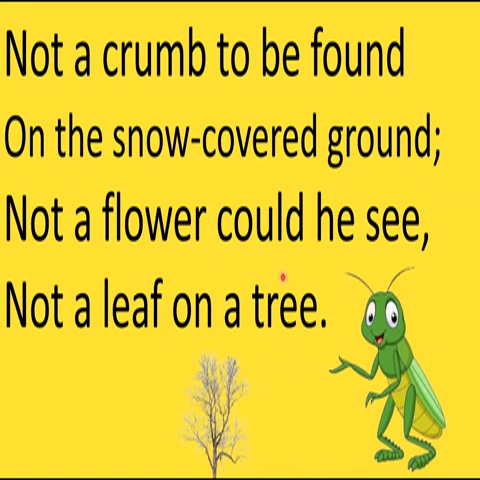 Not a crumb to be found
On the snow-covered ground;
Not a flower could he see,
Not a leaf on a tree.